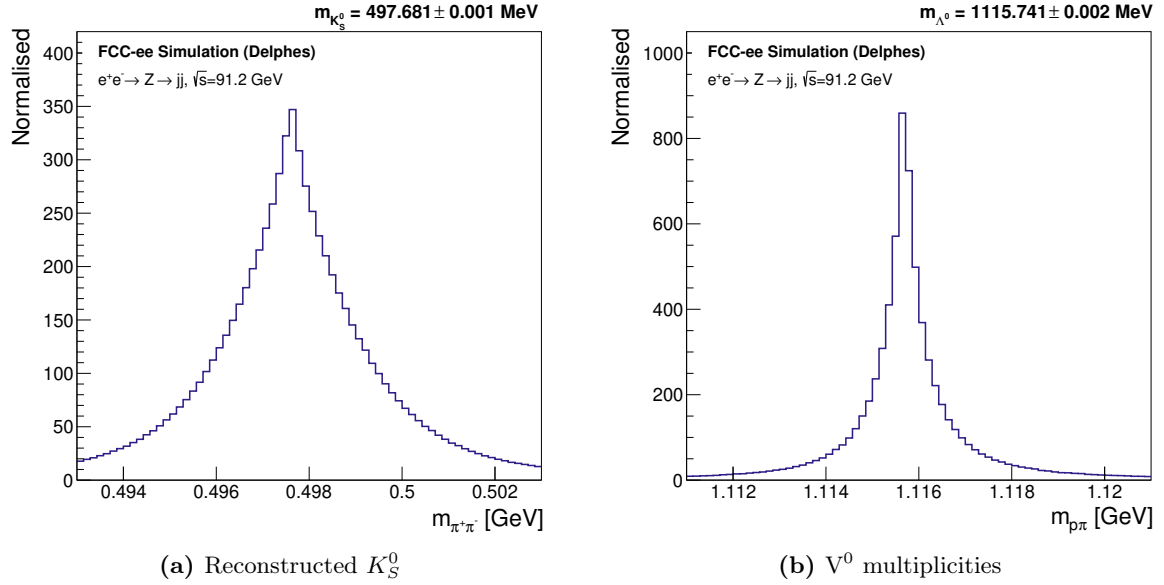 m_{K_S^0} = 497.681 ± 0.001 MeV
Normalised
400
350
300
250
200
150
100
50
0
FCC-ee Simulation (Delphes)
e⁺e⁻→ Z → jj, √s=91.2 GeV
0.494 0.496 0.498 0.5 0.502
m_{π⁺π⁻} [GeV]
(a) Reconstructed K_S^0
m_{Λ^0} = 1115.741 ± 0.002 MeV
Normalised
1000
800
600
400
200
0
FCC-ee Simulation (Delphes)
e⁺e⁻→ Z → jj, √s=91.2 GeV
1.112 1.114 1.116 1.118 1.12
m_{pπ} [GeV]
(b) V⁰ multiplicities